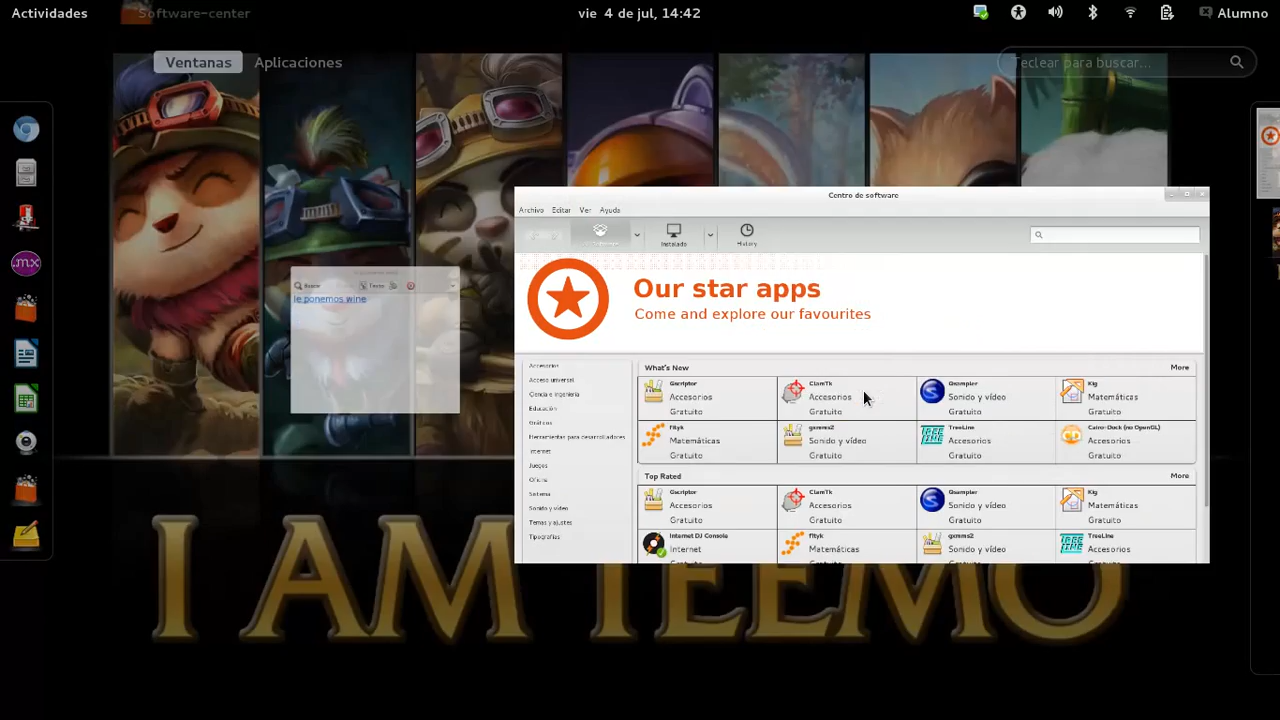 Actividades
Software-center
vie 4 de jul, 14:42
Alumno
Ventanas
Aplicaciones
Teclear para buscar...
le ponemos wine
Centro de software
Archivo Editar Ver Ayuda
Instalado
History
Our star apps
Come and explore our favourites
Accesorios
Acceso universal
Ciencia e ingeniería
Educación
Gráficos
Herramientas para desarrolladores
Internet
Juegos
Oficina
Sistema
Sonido y vídeo
Temas y ajustes
Tipografías
What's New
More
Gscriptor
Accesorios
Gratuito
ClamTk
Accesorios
Gratuito
Qsampler
Sonido y vídeo
Gratuito
Kig
Matemáticas
Gratuito
fityk
Matemáticas
Gratuito
gxmms2
Sonido y vídeo
Gratuito
TreeLine
Accesorios
Gratuito
Cairo-Dock (no OpenGL)
Accesorios
Gratuito
Top Rated
More
Gscriptor
Accesorios
Gratuito
ClamTk
Accesorios
Gratuito
Qsampler
Sonido y vídeo
Gratuito
Kig
Matemáticas
Gratuito
Internet DJ Console
Internet
fityk
Matemáticas
gxmms2
Sonido y vídeo
TreeLine
Accesorios
I AM TEEMO